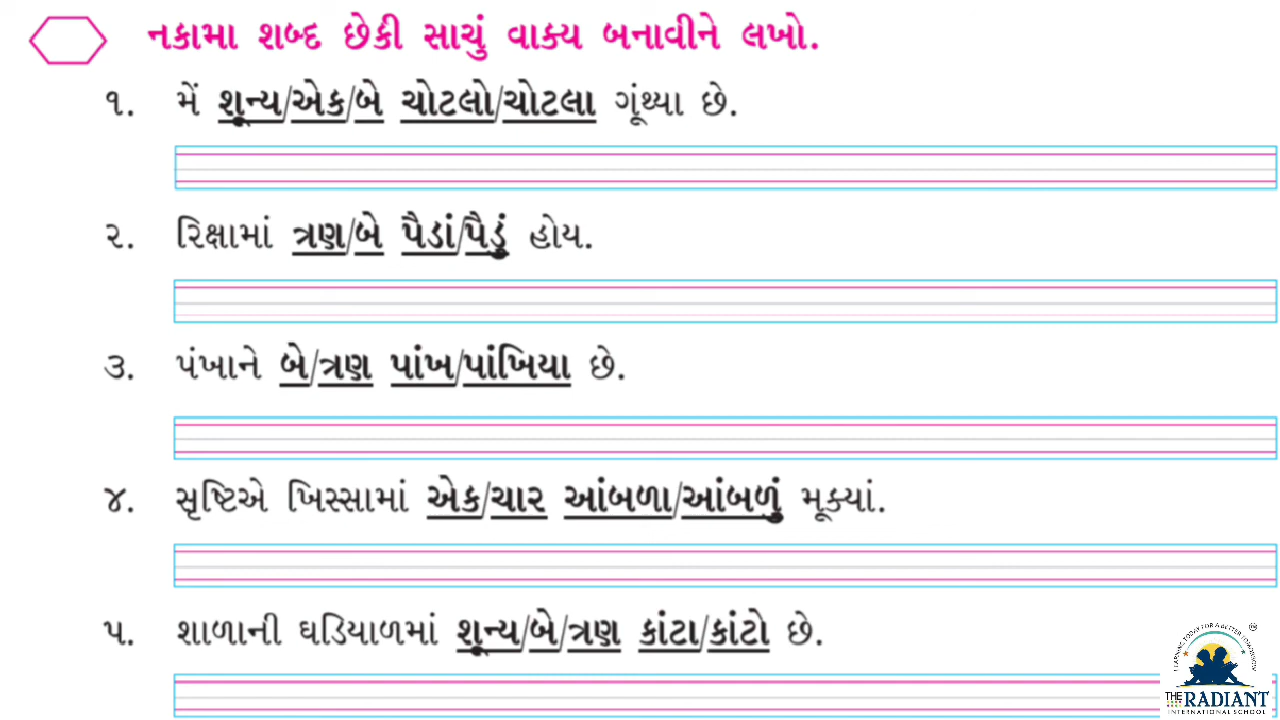 નકામા શબ્દ છેકી સાચું વાક્ય બનાવીને લખો.
૧. મેં શૂન્ય/એક/બે ચોટલો/ચોટલા ગૂંથ્યા છે.
૨. રિક્ષામાં ત્રણ/બે પૈડાં/પૈડું હોય.
૩. પંખાને બે/ત્રણ પાંખ/પાંખિયા છે.
૪. સૃષ્ટિએ ખિસ્સામાં એક/ચાર આંબળા/આંબળું મૂક્યાં.
૫. શાળાની ઘડિયાળમાં શૂન્ય/બે/ત્રણ કાંટા/કાંટો છે.
THE RADIANT
INTERNATIONAL SCHOOL